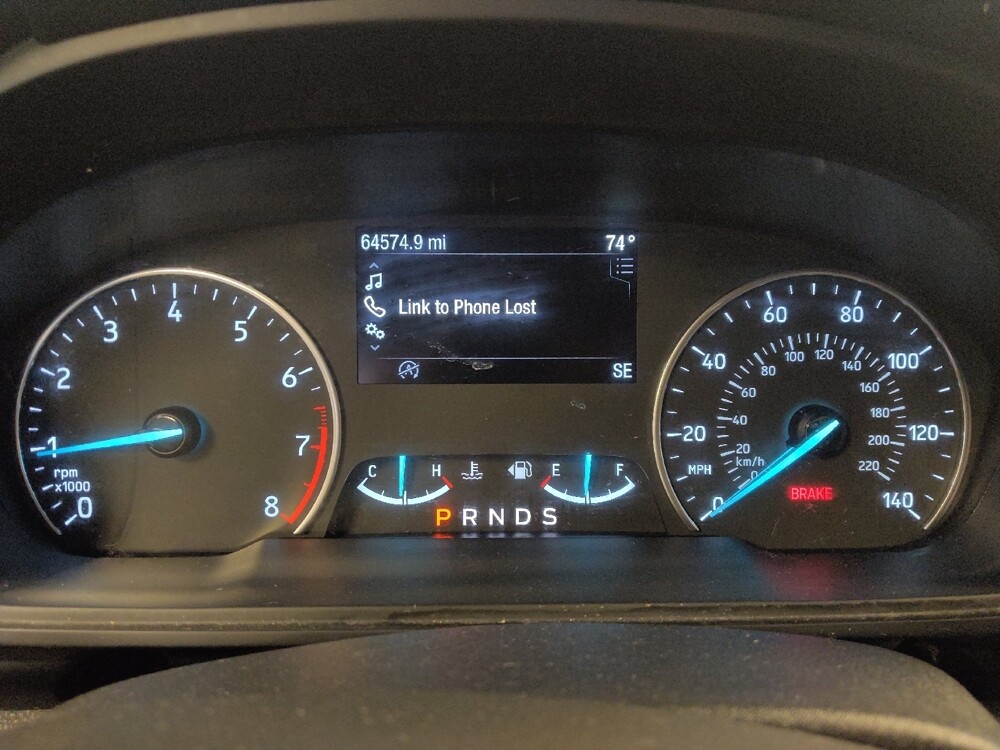 64574.9 mi 74°
Link to Phone Lost
A SE
0 1 2 3 4 5 6 7 8
rpm
x1000
C H E F
P R N D S
0 20 40 60 80 100 120 140
MPH
0 20 40 60 80 100 120 140 160 180 200 220
km/h
BRAKE